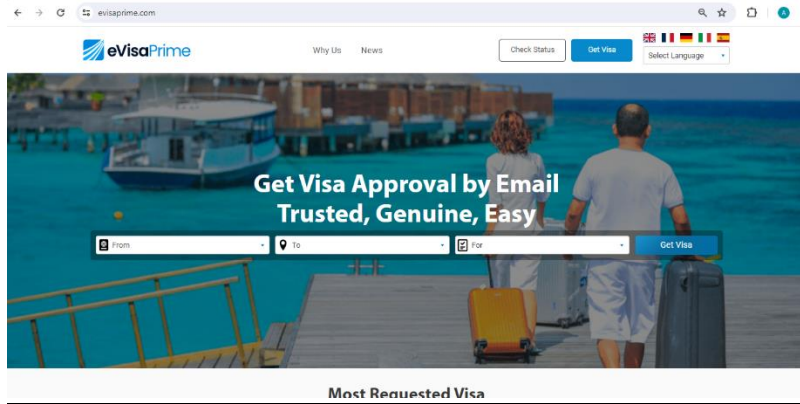 evisaprime.com
eVisaPrime
Why Us News
Check Status
Get Visa
Select Language
Get Visa Approval by Email
Trusted, Genuine, Easy
From
To
For
Get Visa
Most Requested Visa